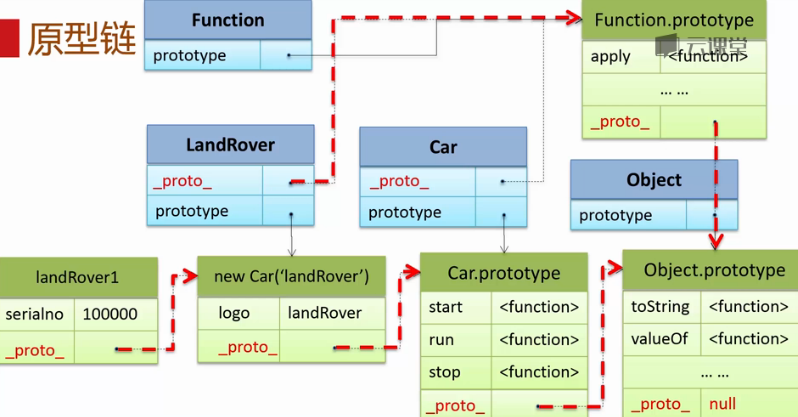 原型链
Function
prototype
Function.prototype
云课堂
apply <function>
... ...
_proto_
LandRover
_proto_
prototype
Car
_proto_
prototype
Object
prototype
landRover1
serialno 100000
_proto_
new Car(‘landRover’)
logo landRover
_proto_
Car.prototype
start <function>
run <function>
stop <function>
_proto_
Object.prototype
toString <function>
valueOf <function>
... ...
_proto_ null